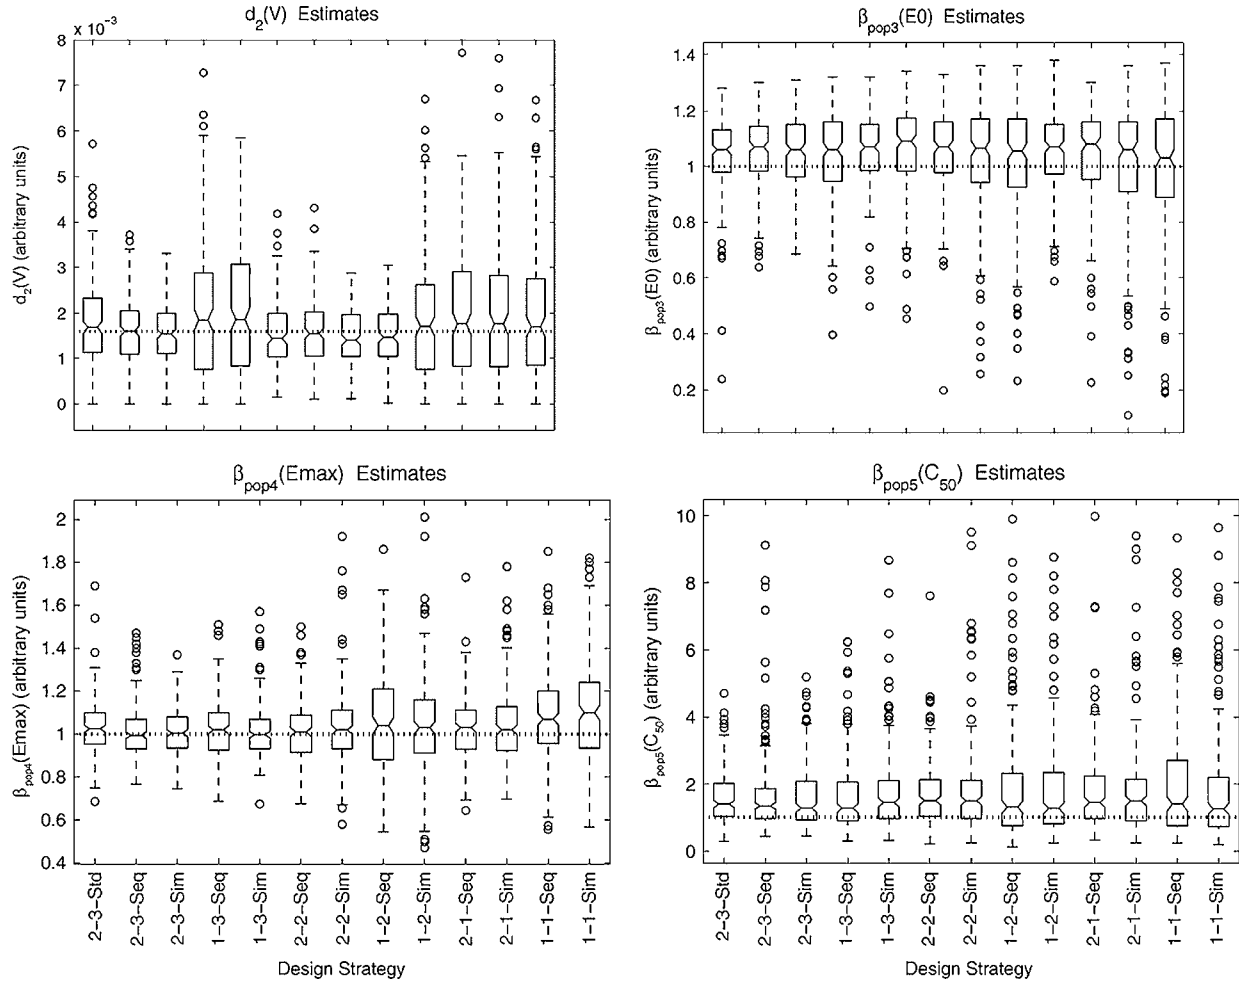 d2(V) Estimates
x 10−3
8
7
6
5
4
3
2
1
0
d2(V) (arbitrary units)
βpop3(E0) Estimates
1.4
1.2
1
0.8
0.6
0.4
0.2
βpop3(E0) (arbitrary units)
βpop4(Emax) Estimates
2
1.8
1.6
1.4
1.2
1
0.8
0.6
0.4
βpop4(Emax) (arbitrary units)
2−3−Std
2−3−Seq
2−3−Sim
1−3−Seq
1−3−Sim
2−2−Seq
2−2−Sim
1−2−Seq
1−2−Sim
2−1−Seq
2−1−Sim
1−1−Seq
1−1−Sim
Design Strategy
βpop5(C50) Estimates
10
8
6
4
2
0
βpop5(C50) (arbitrary units)
2−3−Std
2−3−Seq
2−3−Sim
1−3−Seq
1−3−Sim
2−2−Seq
2−2−Sim
1−2−Seq
1−2−Sim
2−1−Seq
2−1−Sim
1−1−Seq
1−1−Sim
Design Strategy